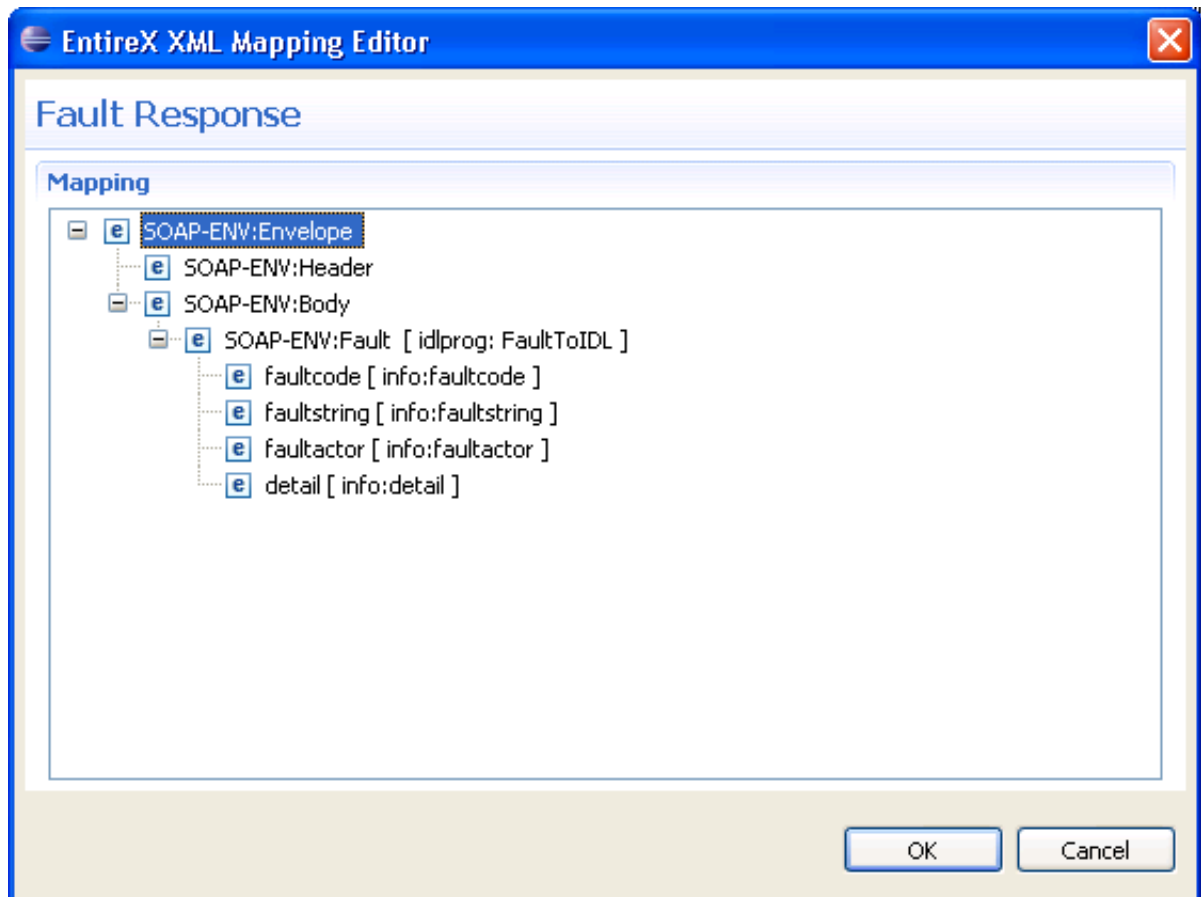 EntireX XML Mapping Editor
Fault Response
Mapping
e SOAP-ENV:Envelope
e SOAP-ENV:Header
e SOAP-ENV:Body
e SOAP-ENV:Fault [ idlprog: FaultToIDL ]
e faultcode [ info:faultcode ]
e faultstring [ info:faultstring ]
e faultactor [ info:faultactor ]
e detail [ info:detail ]
OK Cancel